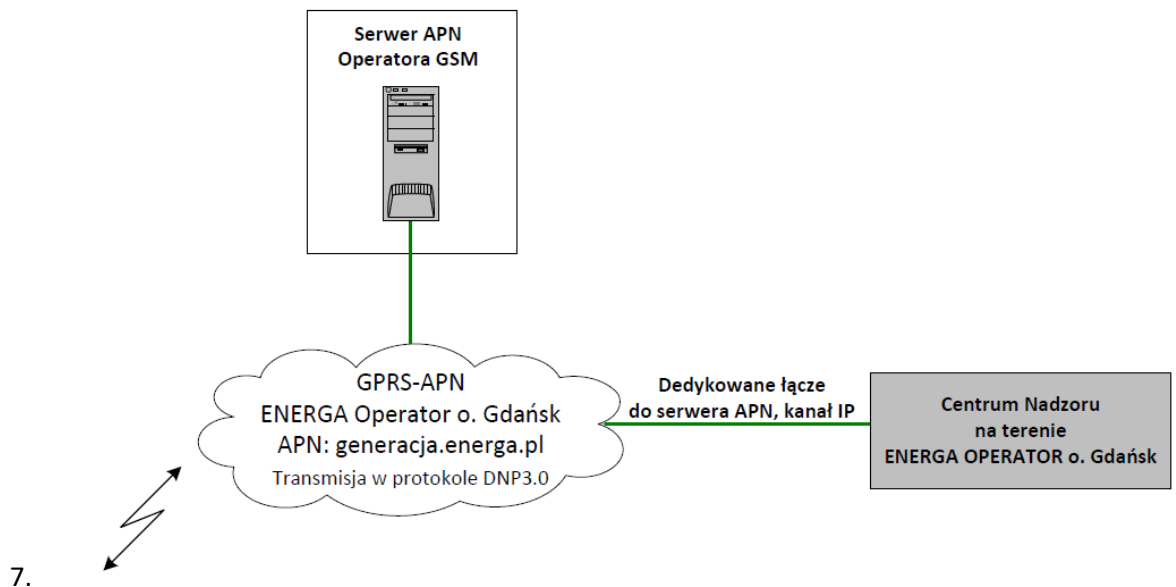 Serwer APN
Operatora GSM
GPRS-APN
ENERGA Operator o. Gdańsk
APN: generacja.energa.pl
Transmisja w protokole DNP3.0
Dedykowane łącze
do serwera APN, kanał IP
Centrum Nadzoru
na terenie
ENERGA OPERATOR o. Gdańsk
7.